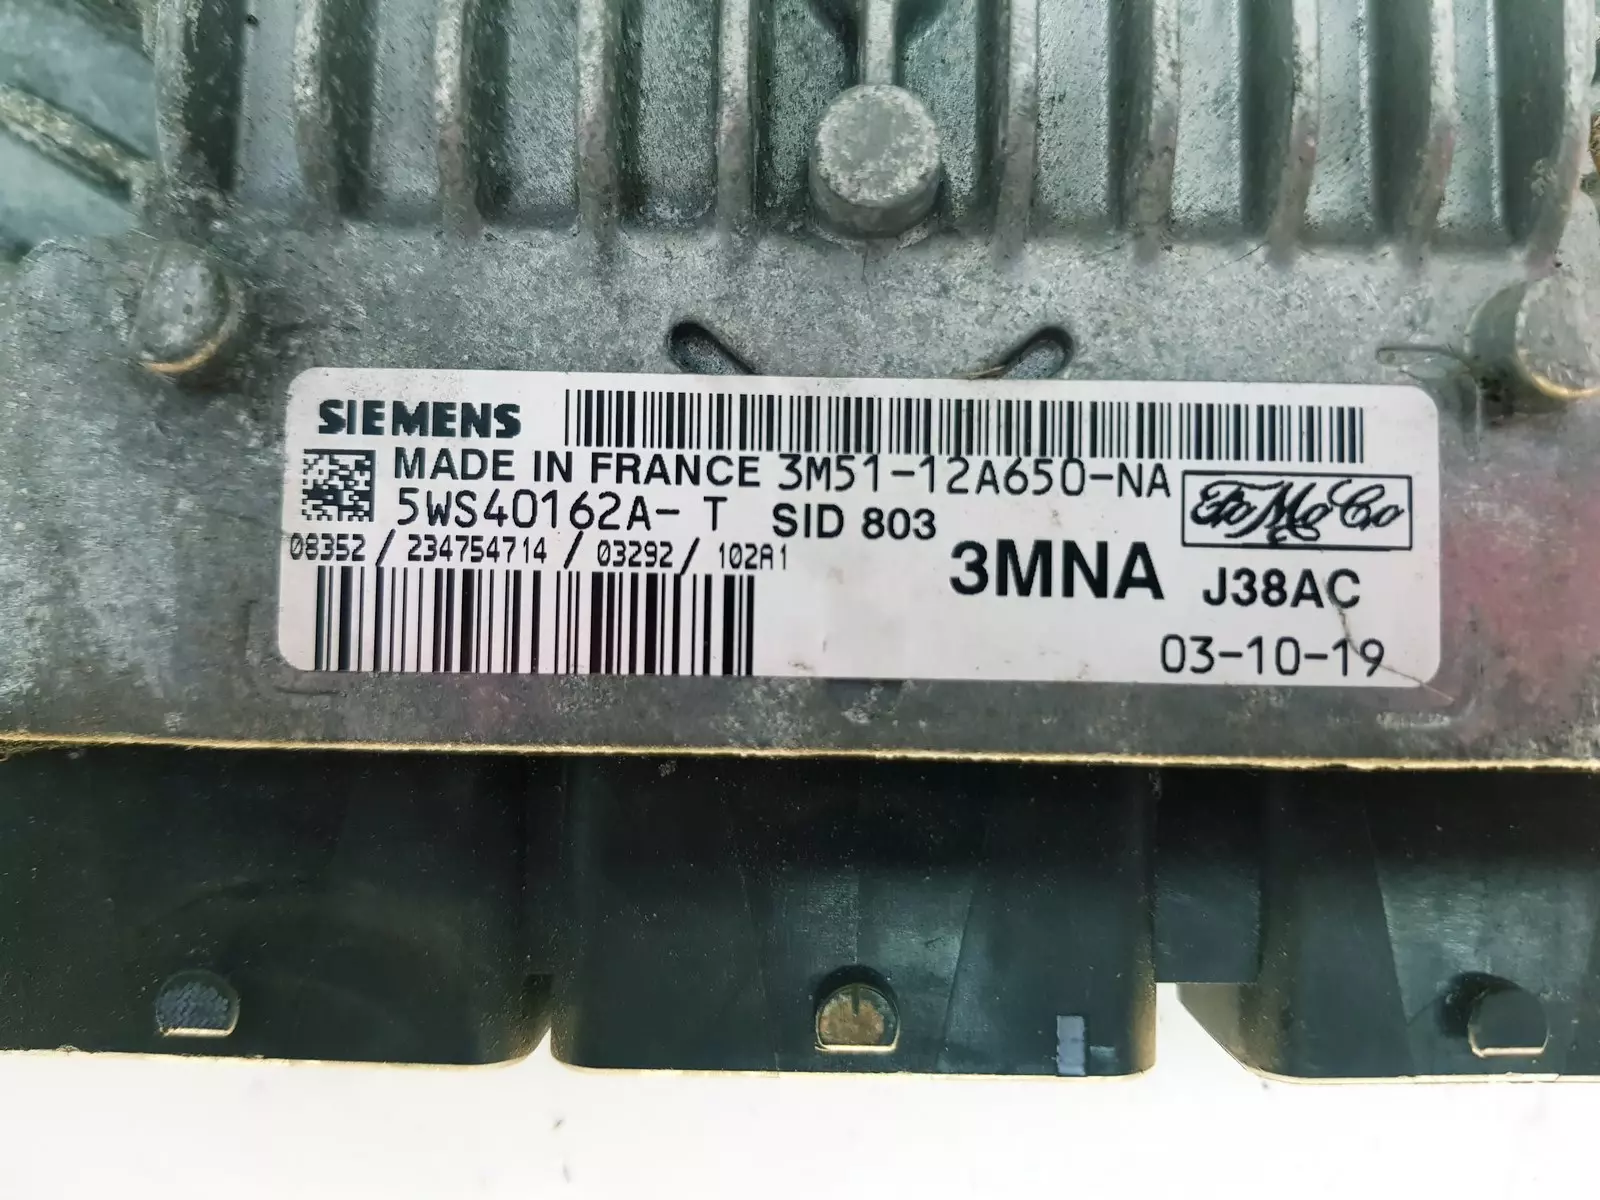 SIEMENS
MADE IN FRANCE 3M51-12A650-NA
5WS40162A- T SID 803 FoMoCo
08352 / 234754714 / 03292 / 102A1
3MNA J38AC
03-10-19